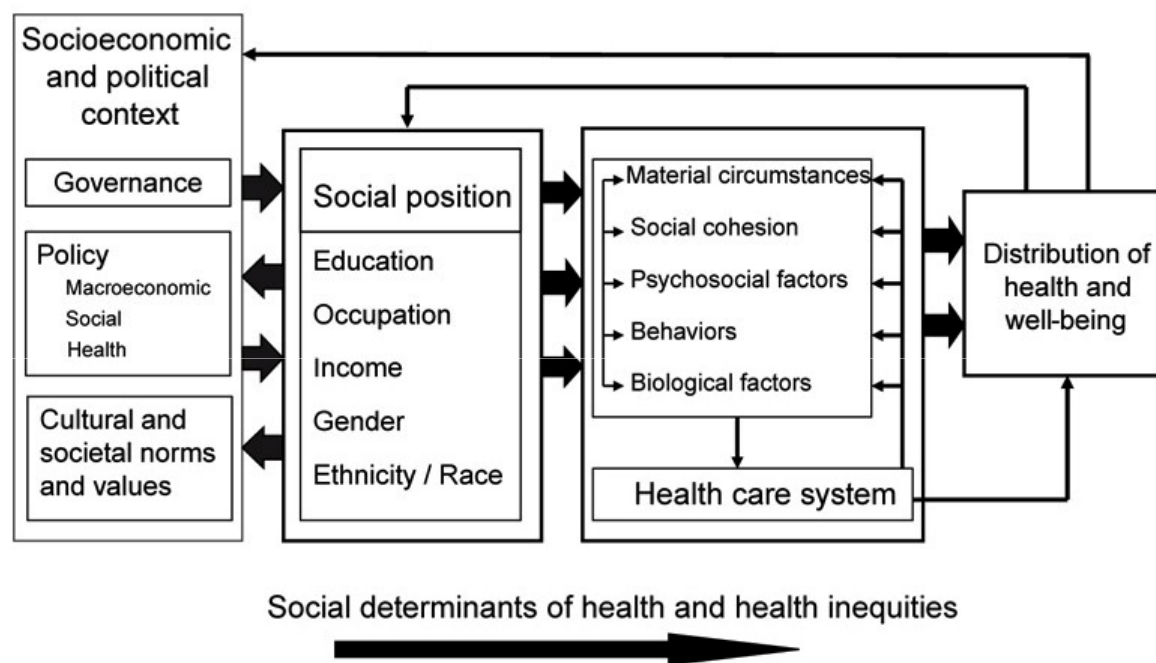 Socioeconomic
and political
context
Governance
Policy
Macroeconomic
Social
Health
Cultural and
societal norms
and values
Social position
Education
Occupation
Income
Gender
Ethnicity / Race
Material circumstances
Social cohesion
Psychosocial factors
Behaviors
Biological factors
Health care system
Distribution of
health and
well-being
Social determinants of health and health inequities